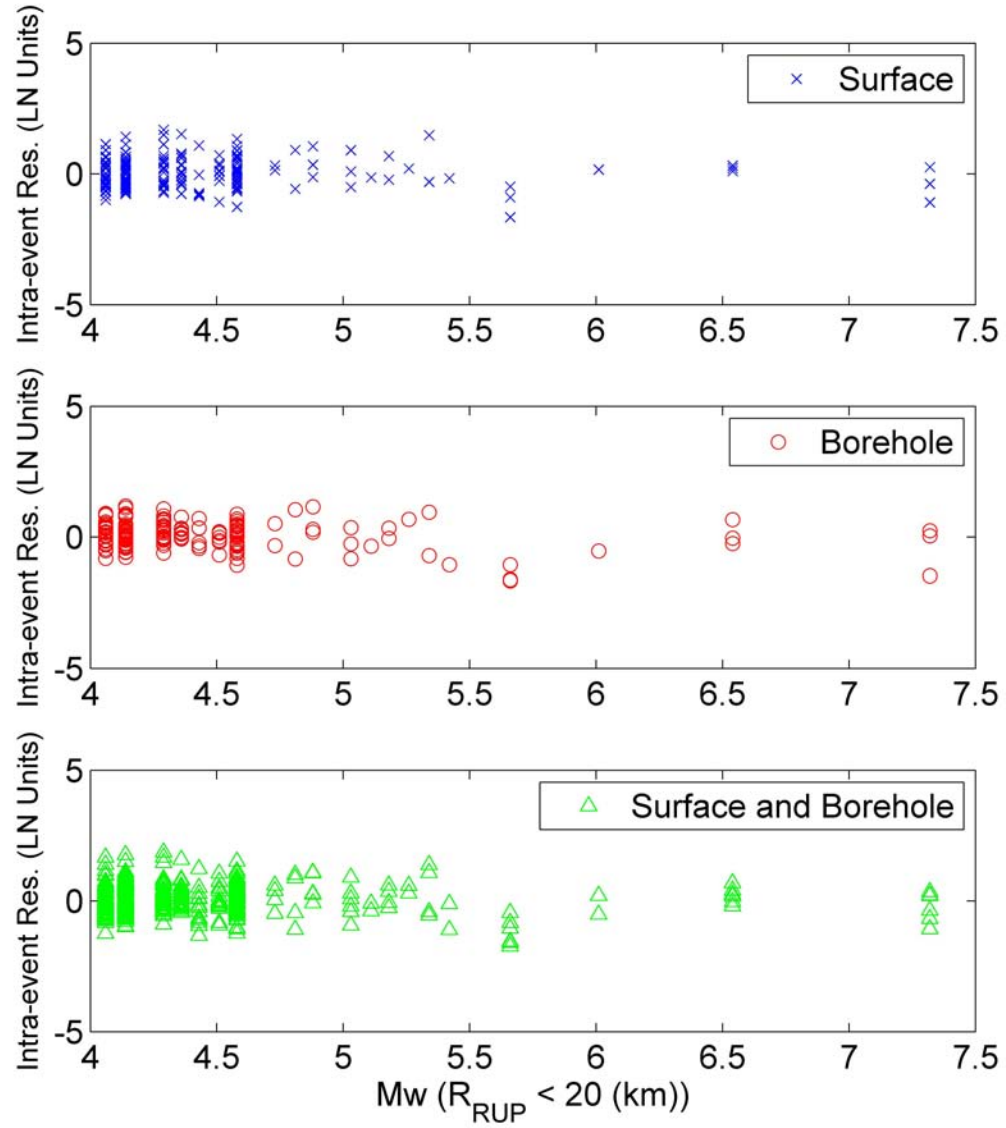 Intra-event Res. (LN Units)
5
0
-5
× Surface
4 4.5 5 5.5 6 6.5 7 7.5
Intra-event Res. (LN Units)
5
0
-5
Borehole
4 4.5 5 5.5 6 6.5 7 7.5
Intra-event Res. (LN Units)
5
0
-5
Surface and Borehole
4 4.5 5 5.5 6 6.5 7 7.5
Mw (R_RUP < 20 (km))